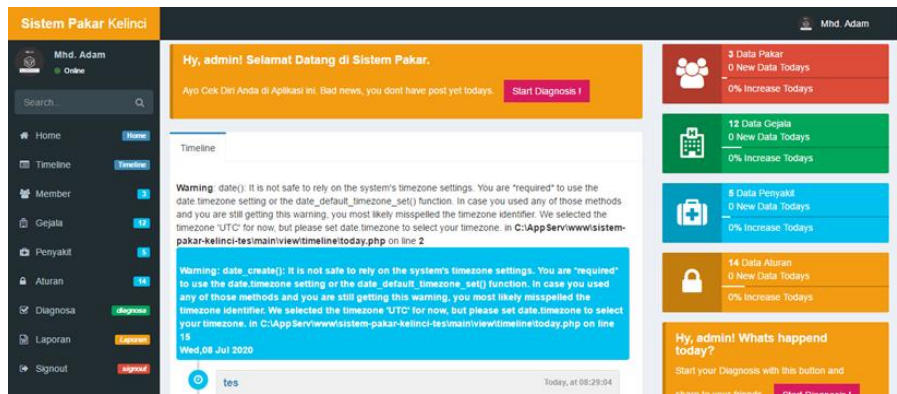 Sistem Pakar Kelinci
Mhd. Adam
Mhd. Adam
Online
Search...
Home Home
Timeline Timeline
Member 3
Gejala 12
Penyakit 5
Aturan 14
Diagnosa diagnosa
Laporan Laporan
Signout signout
Hy, admin! Selamat Datang di Sistem Pakar.
Ayo Cek Diri Anda di Aplikasi ini. Bad news, you dont have post yet todays. Start Diagnosis !
Timeline
Warning: date(): It is not safe to rely on the system's timezone settings. You are *required* to use the
date.timezone setting or the date_default_timezone_set() function. In case you used any of those methods
and you are still getting this warning, you most likely misspelled the timezone identifier. We selected the
timezone 'UTC' for now, but please set date.timezone to select your timezone. in C:\AppServ\www\sistem-
pakar-kelinci-tes\main\view\timeline\today.php on line 2
Warning: date_create(): It is not safe to rely on the system's timezone settings. You are *required*
to use the date.timezone setting or the date_default_timezone_set() function. In case you used
any of those methods and you are still getting this warning, you most likely misspelled the
timezone identifier. We selected the timezone 'UTC' for now, but please set date.timezone to select
your timezone. in C:\AppServ\www\sistem-pakar-kelinci-tes\main\view\timeline\today.php on line
15
Wed,08 Jul 2020
tes Today, at 08:29:04
3 Data Pakar
0 New Data Todays
0% Increase Todays
12 Data Gejala
0 New Data Todays
0% Increase Todays
5 Data Penyakit
0 New Data Todays
0% Increase Todays
14 Data Aturan
0 New Data Todays
0% Increase Todays
Hy, admin! Whats happend
today?
Start your Diagnosis with this button and
share to your friends. Start Diagnosis !